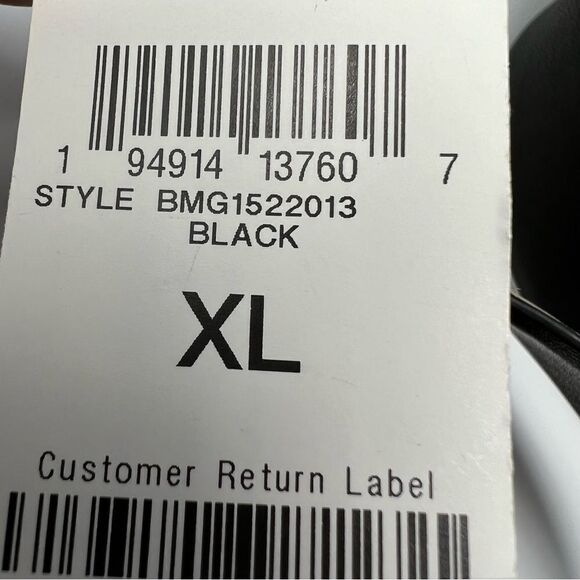 1 94914 13760 7
STYLE BMG1522013
BLACK
XL
Customer Return Label